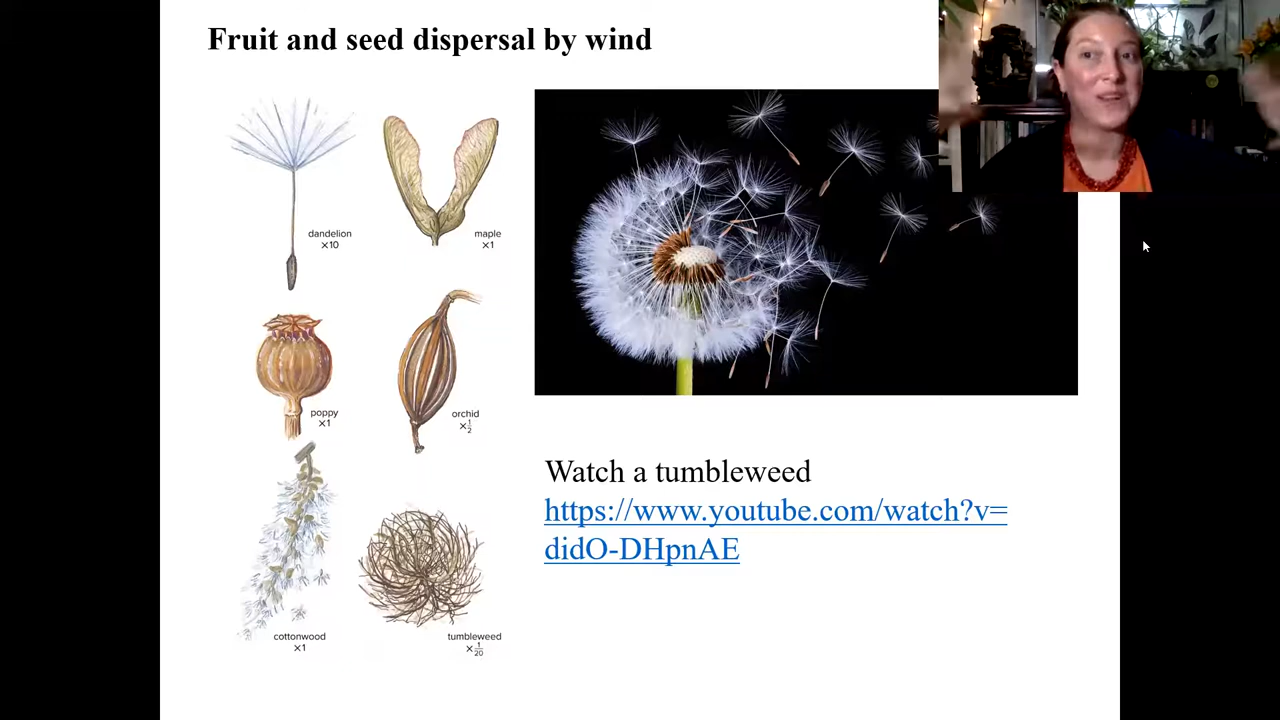 Fruit and seed dispersal by wind
dandelion
×10
maple
×1
poppy
×1
orchid
×1/2
cottonwood
×1
tumbleweed
×1/20
Watch a tumbleweed
https://www.youtube.com/watch?v=
didO-DHpnAE